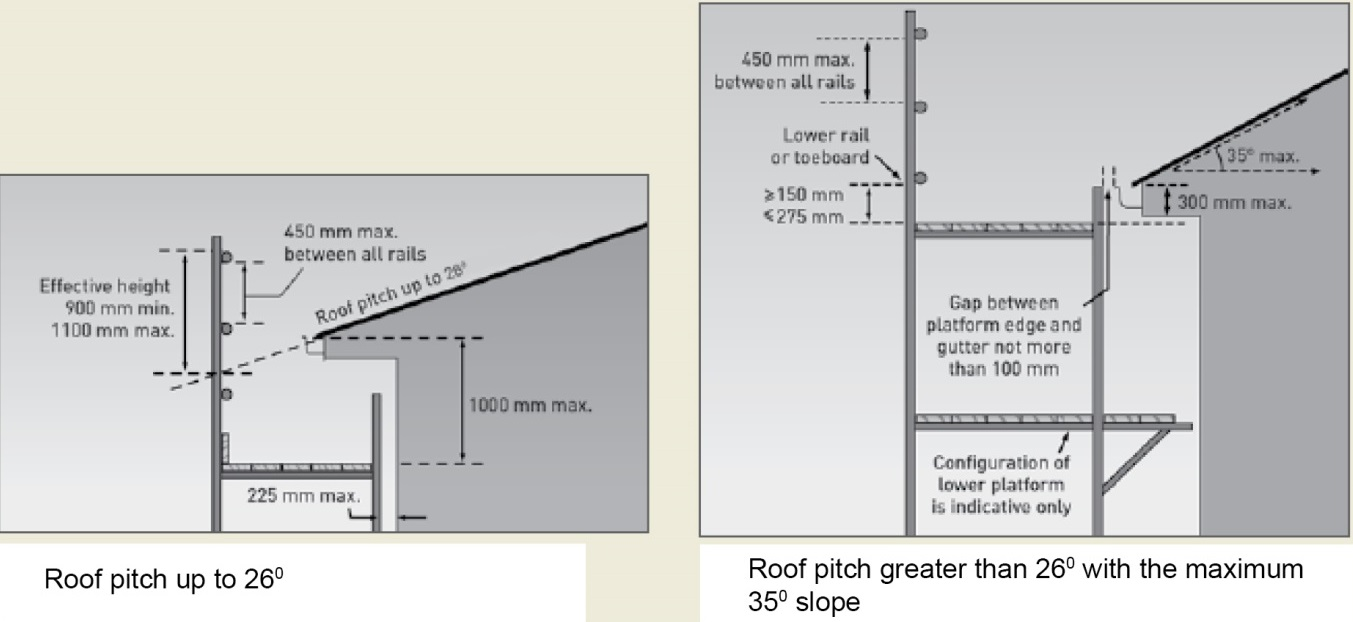 450 mm max.
between all rails
Effective height
900 mm min.
1100 mm max.
Roof pitch up to 26⁰
1000 mm max.
225 mm max.
Roof pitch up to 26⁰
450 mm max.
between all rails
Lower rail
or toeboard
≥150 mm
≤275 mm
35⁰ max.
300 mm max.
Gap between
platform edge and
gutter not more
than 100 mm
Configuration of
lower platform
is indicative only
Roof pitch greater than 26⁰ with the maximum
35⁰ slope